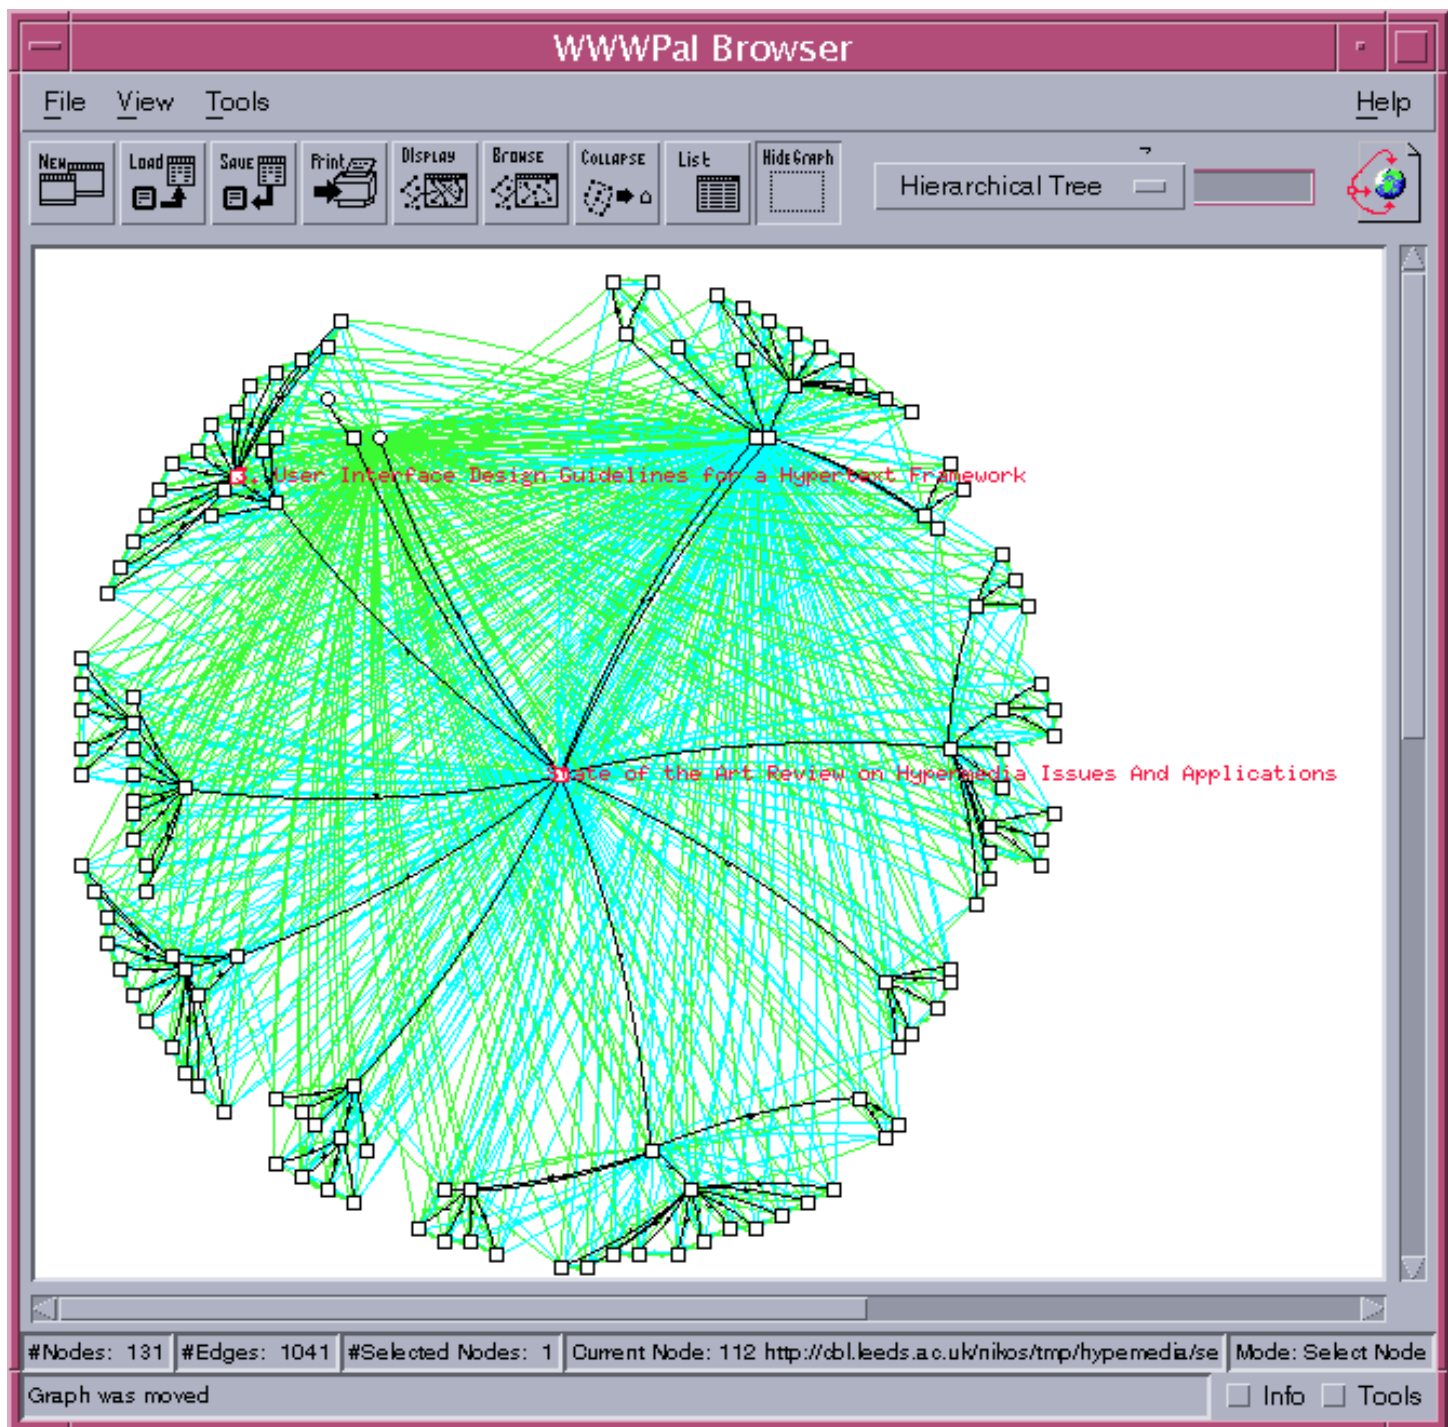 WWWPal Browser
File View Tools Help
New Load Save Print Display Browse Collapse List Hide Graph
Hierarchical Tree
5. User Interface Design Guidelines for a Hypertext Framework
State of the Art Review on Hypermedia Issues And Applications
#Nodes: 131 #Edges: 1041 #Selected Nodes: 1 Current Node: 112 http://cbl.leeds.ac.uk/nikos/tmp/hypemedia/se Mode: Select Node
Graph was moved Info Tools